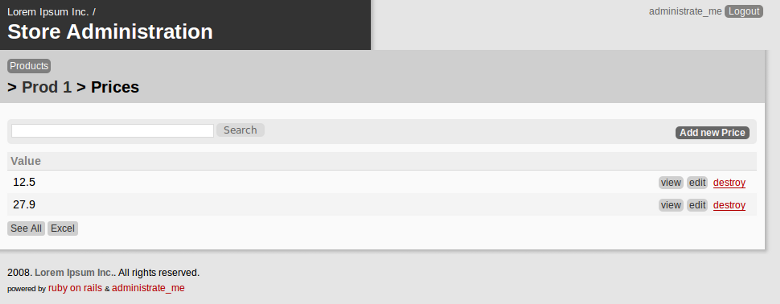 Lorem Ipsum Inc. /
administrate_me Logout
Store Administration
Products
> Prod 1 > Prices
Search Add new Price
Value
12.5 view edit destroy
27.9 view edit destroy
See All Excel
2008. Lorem Ipsum Inc.. All rights reserved.
powered by ruby on rails & administrate_me